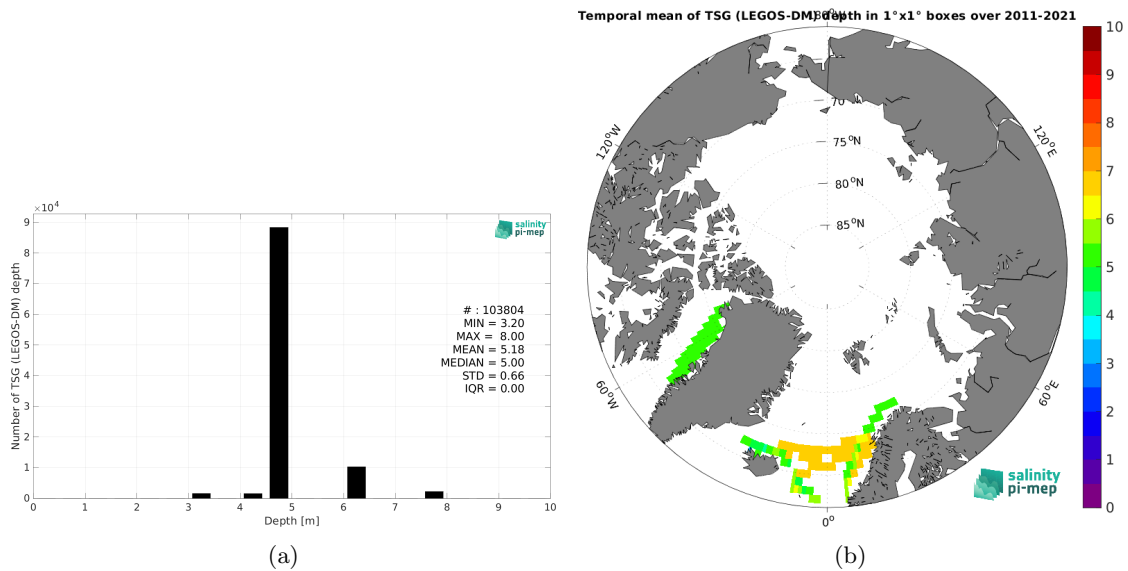 ×10⁴
9
8
7
6
5
4
3
2
1
0
Number of TSG (LEGOS-DM) depth
salinity
pi-mep
# : 103804
MIN = 3.20
MAX = 8.00
MEAN = 5.18
MEDIAN = 5.00
STD = 0.66
IQR = 0.00
0 1 2 3 4 5 6 7 8 9 10
Depth [m]
(a)
Temporal mean of TSG (LEGOS-DM) depth in 1°x1° boxes over 2011-2021
180°W
120°W
120°E
70°N
75°N
80°N
85°N
60°W
60°E
0°
salinity
pi-mep
10
9
8
7
6
5
4
3
2
1
0
(b)